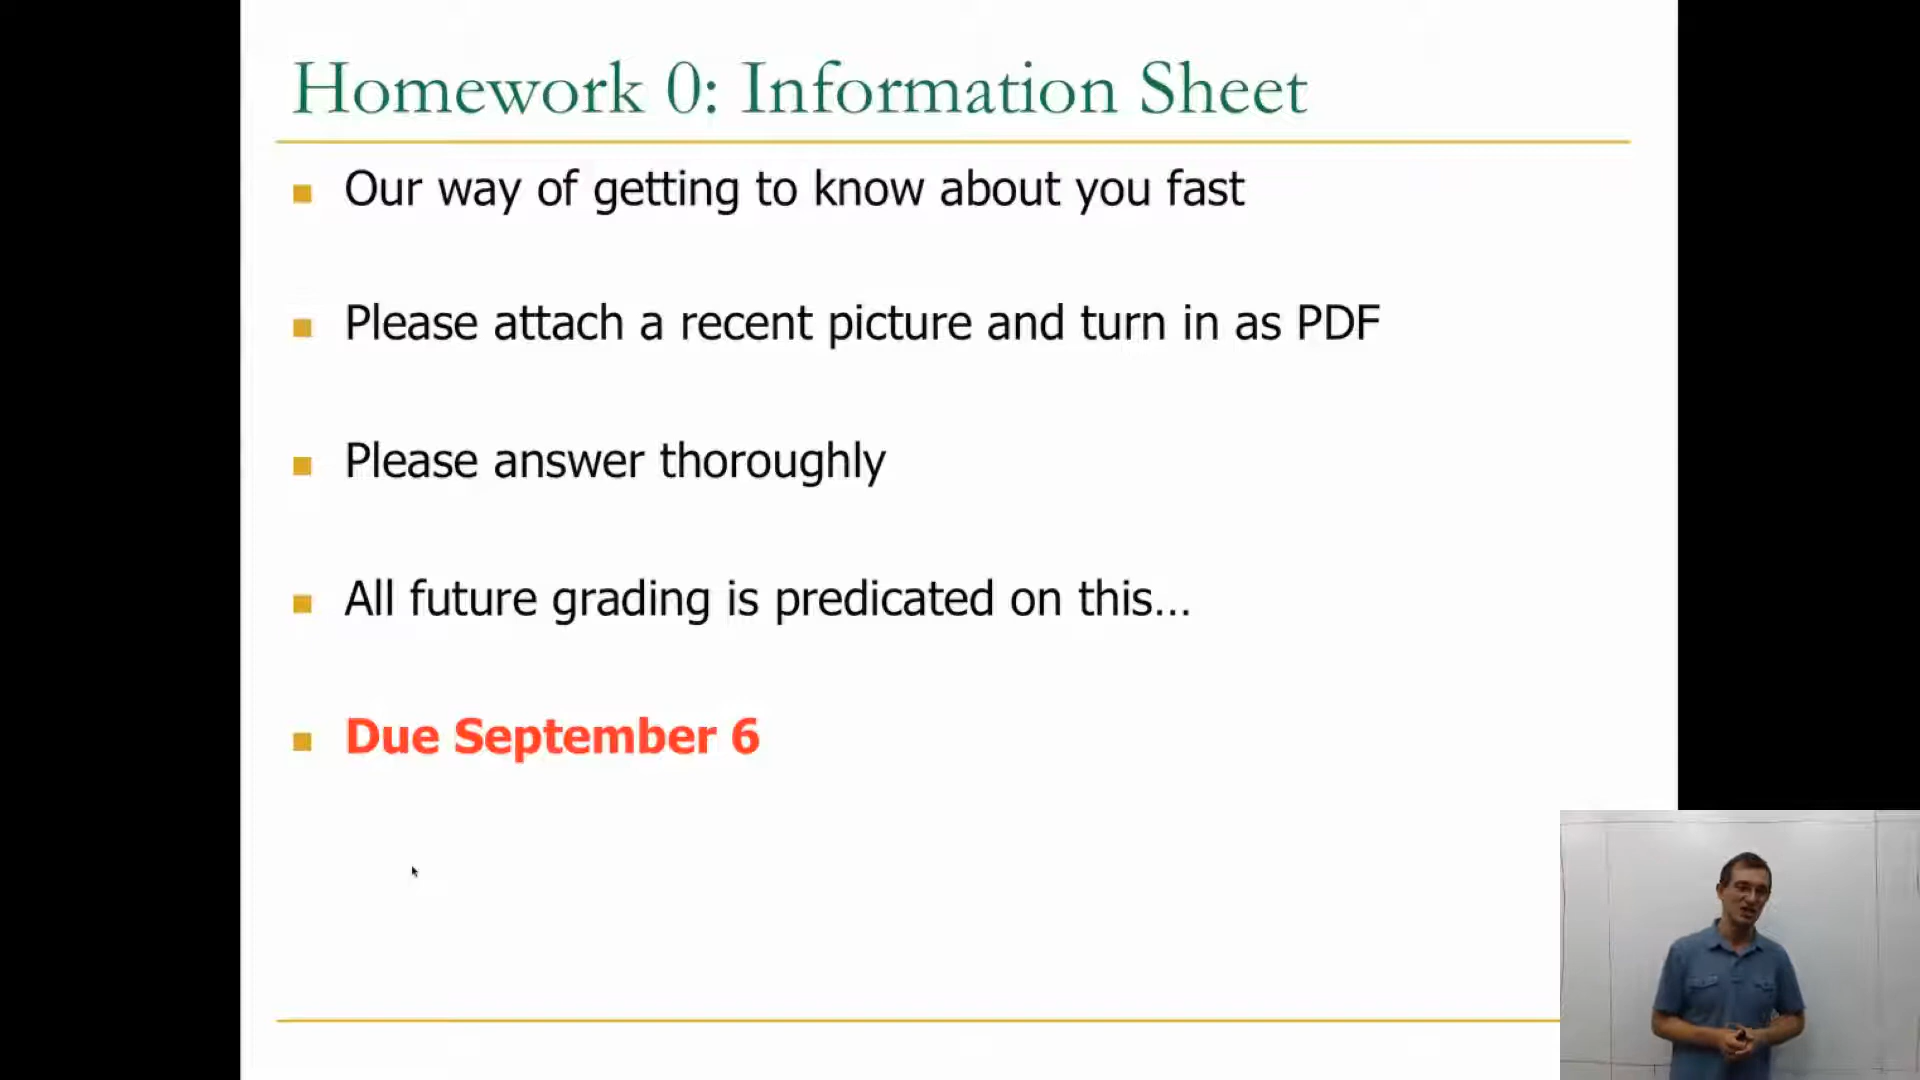 Homework 0: Information Sheet
Our way of getting to know about you fast
Please attach a recent picture and turn in as PDF
Please answer thoroughly
All future grading is predicated on this...
Due September 6